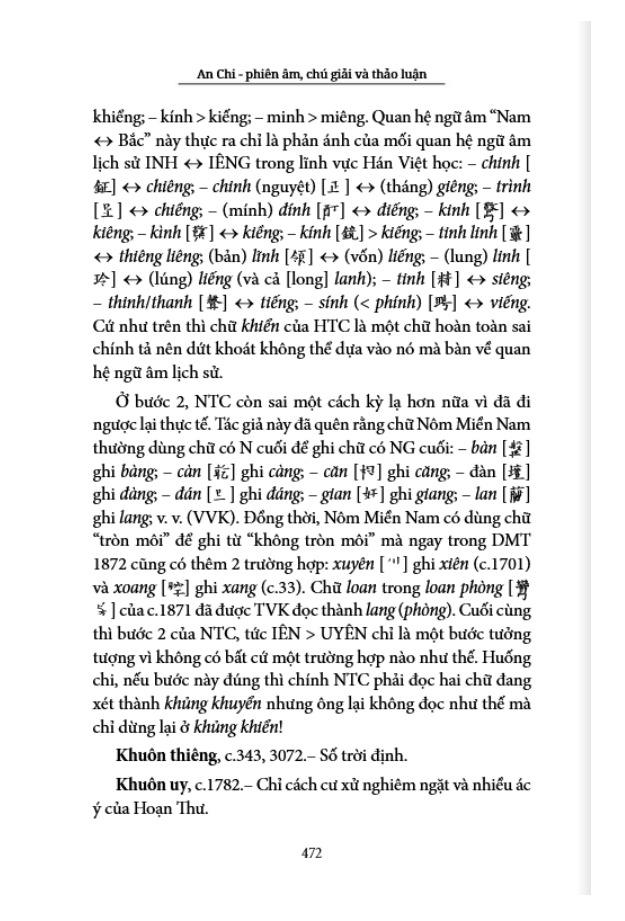 An Chi - phiên âm, chú giải và thảo luận
khiểng; – kính > kiếng; – minh > miêng. Quan hệ ngữ âm “Nam
↔ Bắc” này thực ra chỉ là phản ánh của mối quan hệ ngữ âm
lịch sử INH ↔ IÊNG trong lĩnh vực Hán Việt học: – chinh [
鉦] ↔ chiêng; – chinh (nguyệt) [正] ↔ (tháng) giêng; – trình
[呈] ↔ chiềng; – (mính) đính [酊] ↔ điếng; – kinh [驚] ↔
kiêng; – kình [] ↔ kiềng; – kính [鏡] > kiếng; – tinh linh [靈]
↔ thiêng liêng; (bản) lĩnh [領] ↔ (vốn) liếng; – (lung) linh [
玲] ↔ (lúng) liếng (và cả [long] lanh); – tinh [] ↔ siêng;
– thinh/thanh [聲] ↔ tiếng; – sính (< phính) [聘] ↔ viếng.
Cứ như trên thì chữ khiển của HTC là một chữ hoàn toàn sai
chính tả nên dứt khoát không thể dựa vào nó mà bàn về quan
hệ ngữ âm lịch sử.
Ở bước 2, NTC còn sai một cách kỳ lạ hơn nữa vì đã đi
ngược lại thực tế. Tác giả này đã quên rằng chữ Nôm Miền Nam
thường dùng chữ có N cuối để ghi chữ có NG cuối: – bàn []
ghi bàng; – càn [乾] ghi càng; – căn [] ghi căng; – đàn []
ghi đàng; – đán [旦] ghi đáng; – gian [奸] ghi giang; – lan [蘭]
ghi lang; v. v. (VVK). Đồng thời, Nôm Miền Nam có dùng chữ
“tròn môi” để ghi từ “không tròn môi” mà ngay trong DMT
1872 cũng có thêm 2 trường hợp: xuyên [川] ghi xiên (c.1701)
và xoang [腔] ghi xang (c.33). Chữ loan trong loan phòng [鸞
] của c.1871 đã được TVK đọc thành lang (phòng). Cuối cùng
thì bước 2 của NTC, tức IÊN > UYÊN chỉ là một bước tưởng
tượng vì không có bất cứ một trường hợp nào như thế. Huống
chi, nếu bước này đúng thì chính NTC phải đọc hai chữ đang
xét thành khủng khuyển nhưng ông lại không đọc như thế mà
chỉ dừng lại ở khủng khiển!
Khuôn thiêng, c.343, 3072.– Số trời định.
Khuôn uy, c.1782.– Chỉ cách cư xử nghiêm ngặt và nhiều ác
ý của Hoạn Thư.
472